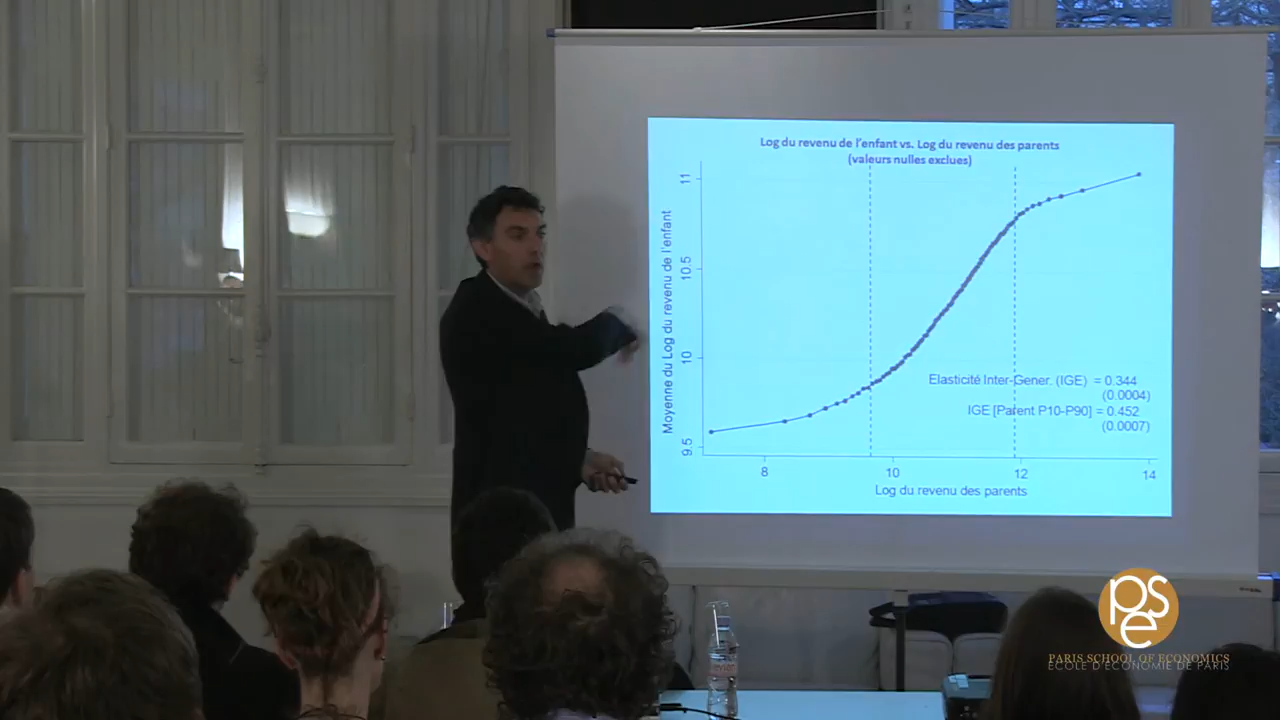 Log du revenu de l'enfant vs. Log du revenu des parents
(valeurs nulles exclues)
Moyenne du Log du revenu de l'enfant
11
10.5
10
9.5
Elasticité Inter-Gener. (IGE) = 0.344
(0.0004)
IGE [Parent P10-P90] = 0.452
(0.0007)
8
10
12
14
Log du revenu des parents
pse
PARIS SCHOOL OF ECONOMICS
ECOLE D'ECONOMIE DE PARIS